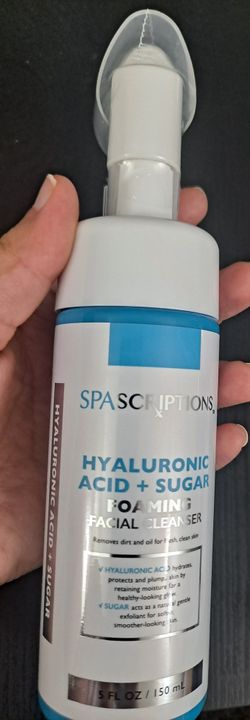 SPASCRIPTIONS
HYALURONIC
ACID + SUGAR
FOAMING
FACIAL CLEANSER
Removes dirt and oil for fresh, clean skin
√ HYALURONIC ACID hydrates,
protects and plumps skin by
retaining moisture for a
healthy-looking glow.
√ SUGAR acts as a natural gentle
exfoliant for softer,
smoother-looking skin.
5 FL OZ / 150 mL
HYALURONIC ACID + SUGAR